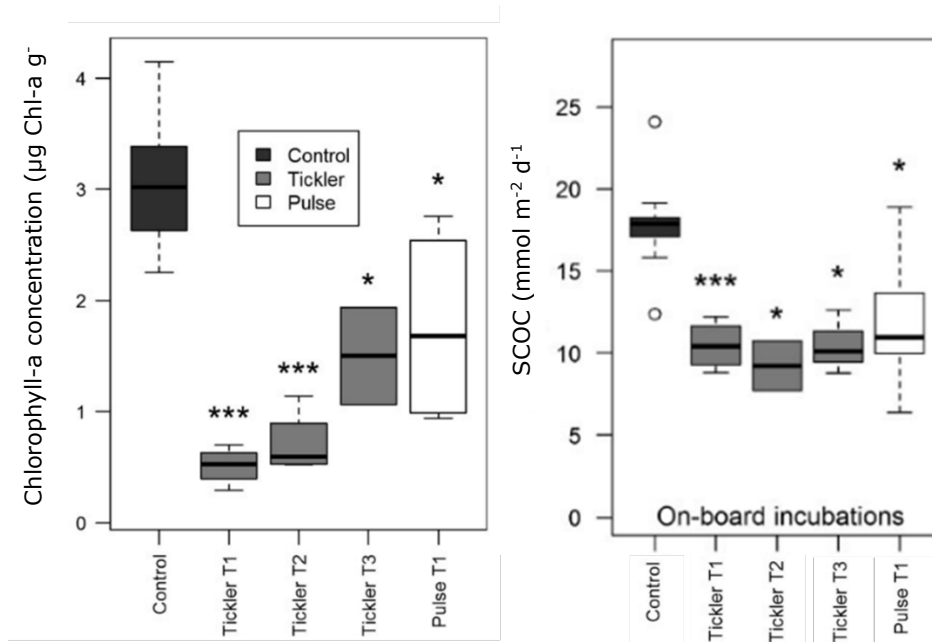 Chlorophyll-a concentration (µg Chl-a g-
4
3
2
1
0
Control
Tickler
Pulse
***
***
*
*
Control
Tickler T1
Tickler T2
Tickler T3
Pulse T1
SCOC (mmol m-2 d-1
25
20
15
10
5
0
***
*
*
*
On-board incubations
Control
Tickler T1
Tickler T2
Tickler T3
Pulse T1